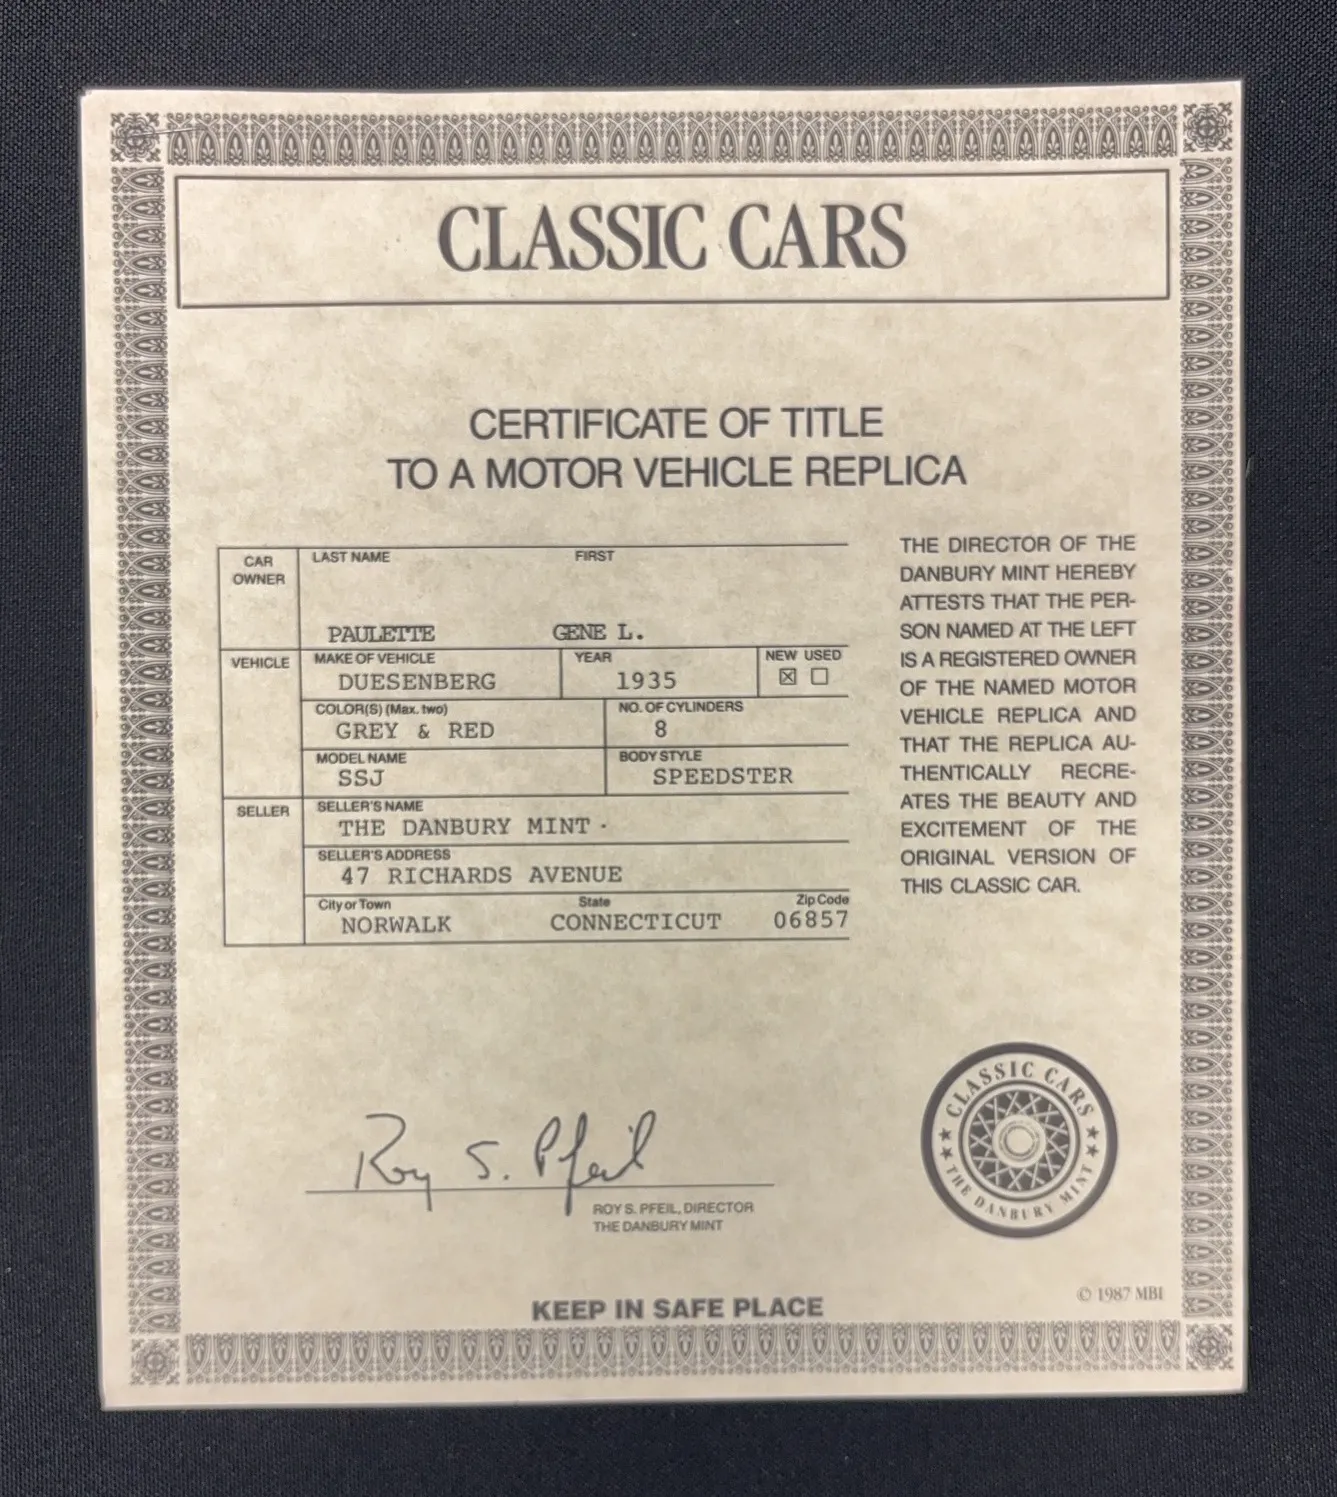 CLASSIC CARS
CERTIFICATE OF TITLE
TO A MOTOR VEHICLE REPLICA
CAR OWNER
LAST NAME FIRST
PAULETTE GENE L.
VEHICLE
MAKE OF VEHICLE YEAR NEW USED
DUESENBERG 1935 ☒ ☐
COLOR(S) (Max. two) NO. OF CYLINDERS
GREY & RED 8
MODEL NAME BODY STYLE
SSJ SPEEDSTER
SELLER
SELLER'S NAME
THE DANBURY MINT
SELLER'S ADDRESS
47 RICHARDS AVENUE
City or Town State Zip Code
NORWALK CONNECTICUT 06857
THE DIRECTOR OF THE
DANBURY MINT HEREBY
ATTESTS THAT THE PER-
SON NAMED AT THE LEFT
IS A REGISTERED OWNER
OF THE NAMED MOTOR
VEHICLE REPLICA AND
THAT THE REPLICA AU-
THENTICALLY RECRE-
ATES THE BEAUTY AND
EXCITEMENT OF THE
ORIGINAL VERSION OF
THIS CLASSIC CAR.
Roy S. Pfeil
ROY S. PFEIL, DIRECTOR
THE DANBURY MINT
CLASSIC CARS
★★ THE DANBURY MINT ★★
© 1987 MBI
KEEP IN SAFE PLACE